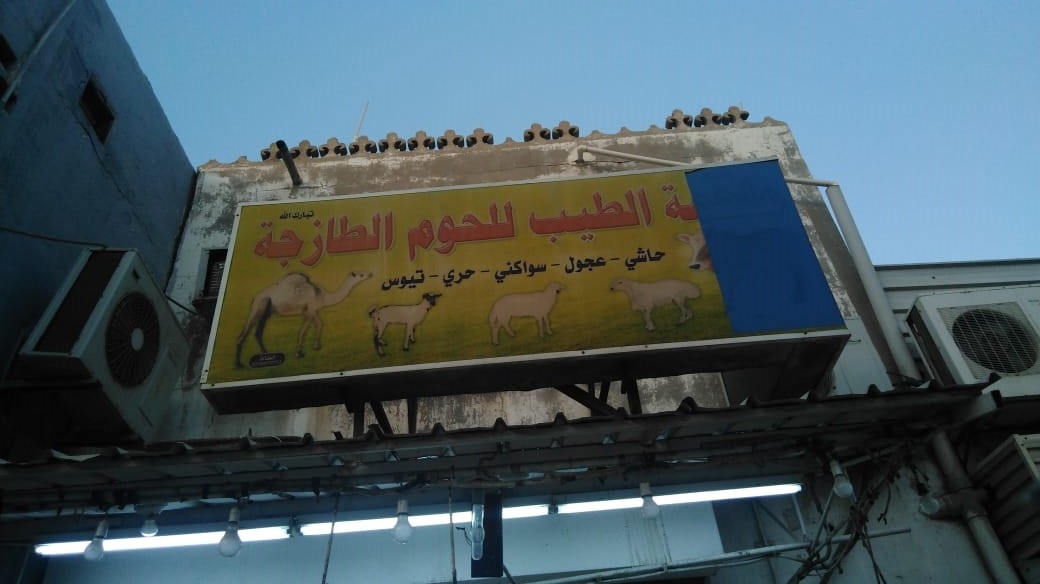 تبارك الله
الطيب للحوم الطازجة
حاشي - عجول - سواكني - حري - تيوس